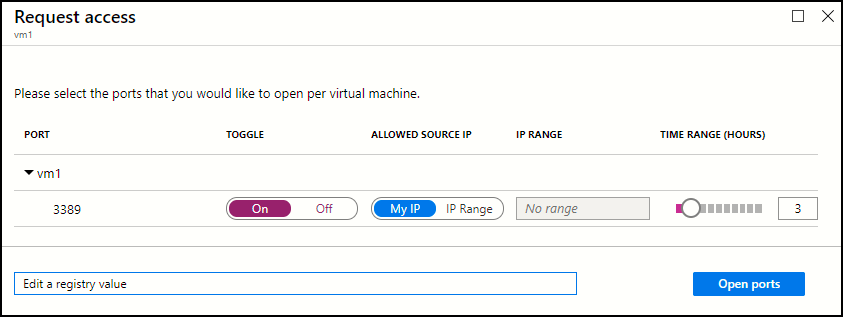 Request access
vm1
Please select the ports that you would like to open per virtual machine.
PORT TOGGLE ALLOWED SOURCE IP IP RANGE TIME RANGE (HOURS)
vm1
3389 On Off My IP IP Range No range 3
Edit a registry value Open ports